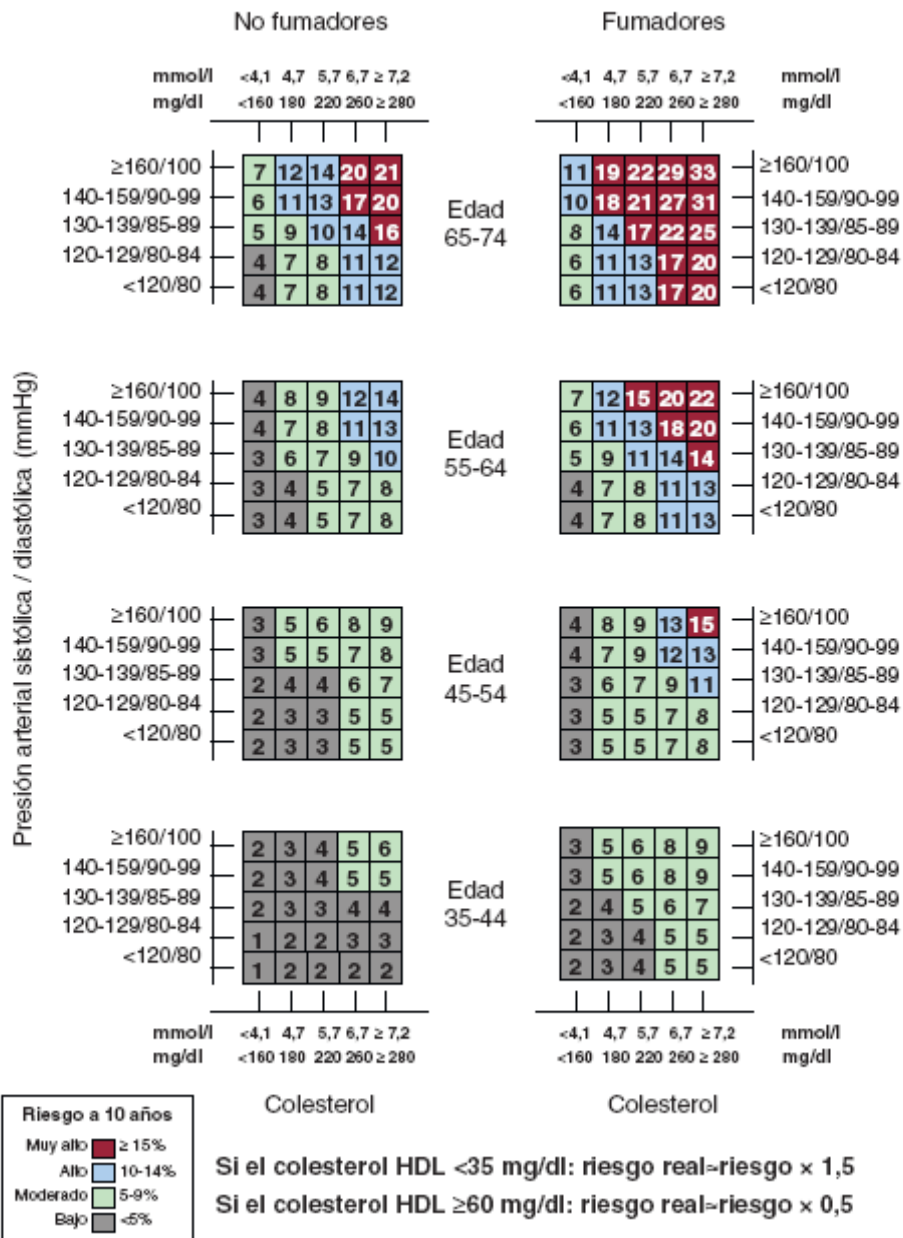 No fumadores Fumadores
mmol/l <4,1 4,7 5,7 6,7 ≥ 7,2 <4,1 4,7 5,7 6,7 ≥7,2 mmol/l
mg/dl <160 180 220 260 ≥ 280 <160 180 220 260 ≥ 280 mg/dl
≥160/100 7 12 14 20 21 11 19 22 29 33 ≥160/100
140-159/90-99 6 11 13 17 20 Edad 10 18 21 27 31 140-159/90-99
130-139/85-89 5 9 10 14 16 65-74 8 14 17 22 25 130-139/85-89
120-129/80-84 4 7 8 11 12 6 11 13 17 20 120-129/80-84
<120/80 4 7 8 11 12 6 11 13 17 20 <120/80
Presión arterial sistólica / diastólica (mmHg)
≥160/100 4 8 9 12 14 7 12 15 20 22 ≥160/100
140-159/90-99 4 7 8 11 13 Edad 6 11 13 18 20 140-159/90-99
130-139/85-89 3 6 7 9 10 55-64 5 9 11 14 14 130-139/85-89
120-129/80-84 3 4 5 7 8 4 7 8 11 13 120-129/80-84
<120/80 3 4 5 7 8 4 7 8 11 13 <120/80
≥160/100 3 5 6 8 9 4 8 9 13 15 ≥160/100
140-159/90-99 3 5 5 7 8 Edad 4 7 9 12 13 140-159/90-99
130-139/85-89 2 4 4 6 7 45-54 3 6 7 9 11 130-139/85-89
120-129/80-84 2 3 3 5 5 3 5 5 7 8 120-129/80-84
<120/80 2 3 3 5 5 3 5 5 7 8 <120/80
≥160/100 2 3 4 5 6 3 5 6 8 9 ≥160/100
140-159/90-99 2 3 4 5 5 Edad 3 5 6 8 9 140-159/90-99
130-139/85-89 2 3 3 4 4 35-44 2 4 5 6 7 130-139/85-89
120-129/80-84 1 2 2 3 3 2 3 4 5 5 120-129/80-84
<120/80 1 2 2 2 2 2 3 4 5 5 <120/80
mmol/l <4,1 4,7 5,7 6,7 ≥ 7,2 <4,1 4,7 5,7 6,7 ≥7,2 mmol/l
mg/dl <160 180 220 260 ≥ 280 <160 180 220 260 ≥ 280 mg/dl
Colesterol Colesterol
Riesgo a 10 años
Muy alto ≥ 15%
Alto 10-14%
Moderado 5-9%
Bajo <5%
Si el colesterol HDL <35 mg/dl: riesgo real≈riesgo × 1,5
Si el colesterol HDL ≥60 mg/dl: riesgo real≈riesgo × 0,5